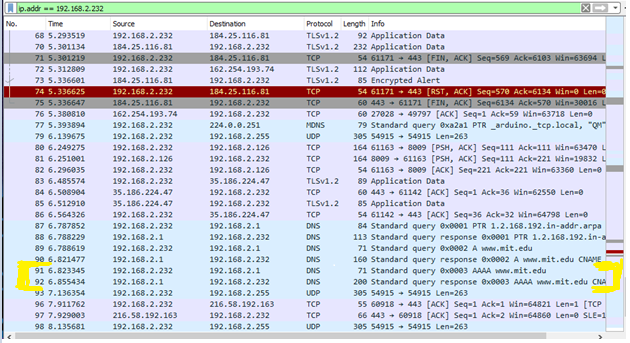 ip.addr == 192.168.2.232
No. Time Source Destination Protocol Length Info
68 5.293519 192.168.2.232 184.25.116.81 TLSv1.2 92 Application Data
70 5.301134 184.25.116.81 192.168.2.232 TLSv1.2 232 Application Data
71 5.301219 192.168.2.232 184.25.116.81 TCP 54 61171 → 443 [FIN, ACK] Seq=569 Ack=6103 Win=63694 L
72 5.312809 192.168.2.232 162.254.193.74 TLSv1.2 112 Application Data
73 5.336601 184.25.116.81 192.168.2.232 TLSv1.2 85 Encrypted Alert
74 5.336625 192.168.2.232 184.25.116.81 TCP 54 61171 → 443 [RST, ACK] Seq=570 Ack=6134 Win=0 Len=0
75 5.336647 184.25.116.81 192.168.2.232 TCP 60 443 → 61171 [FIN, ACK] Seq=6134 Ack=570 Win=30016 L
76 5.380810 162.254.193.74 192.168.2.232 TCP 60 27028 → 49797 [ACK] Seq=1 Ack=59 Win=63718 Len=0
77 5.393894 192.168.2.232 224.0.0.251 MDNS 79 Standard query 0xa2a1 PTR _arduino._tcp.local, "QM"
79 6.139675 192.168.2.232 192.168.2.255 UDP 305 54915 → 54915 Len=263
80 6.249275 192.168.2.232 192.168.2.126 TCP 164 61163 → 8009 [PSH, ACK] Seq=111 Ack=111 Win=63470
81 6.251001 192.168.2.126 192.168.2.232 TCP 164 8009 → 61163 [PSH, ACK] Seq=111 Ack=221 Win=19832
82 6.296035 192.168.2.232 192.168.2.126 TCP 54 61163 → 8009 [ACK] Seq=221 Ack=221 Win=63360 Len=0
83 6.485574 192.168.2.232 35.186.224.47 TLSv1.2 89 Application Data
84 6.508904 35.186.224.47 192.168.2.232 TCP 60 443 → 61142 [ACK] Seq=1 Ack=36 Win=62550 Len=0
85 6.512910 35.186.224.47 192.168.2.232 TLSv1.2 85 Application Data
86 6.564326 192.168.2.232 35.186.224.47 TCP 54 61142 → 443 [ACK] Seq=36 Ack=32 Win=64798 Len=0
87 6.787852 192.168.2.232 192.168.2.1 DNS 84 Standard query 0x0001 PTR 1.2.168.192.in-addr.arpa
88 6.788229 192.168.2.1 192.168.2.232 DNS 113 Standard query response 0x0001 PTR 1.2.168.192.in-a
89 6.788619 192.168.2.232 192.168.2.1 DNS 71 Standard query 0x0002 A www.mit.edu
90 6.821477 192.168.2.1 192.168.2.232 DNS 160 Standard query response 0x0002 A www.mit.edu CNAME
91 6.823345 192.168.2.232 192.168.2.1 DNS 71 Standard query 0x0003 AAAA www.mit.edu
92 6.855434 192.168.2.1 192.168.2.232 DNS 200 Standard query response 0x0003 AAAA www.mit.edu CNA
93 7.136354 192.168.2.232 192.168.2.255 UDP 305 54915 → 54915 Len=263
96 7.911762 192.168.2.232 216.58.192.163 TCP 55 60918 → 443 [ACK] Seq=1 Ack=1 Win=64821 Len=1 [TCP
97 7.929003 216.58.192.163 192.168.2.232 TCP 66 443 → 60918 [ACK] Seq=1 Ack=2 Win=64860 Len=0 SLE=1
98 8.135681 192.168.2.232 192.168.2.255 UDP 305 54915 → 54915 Len=263